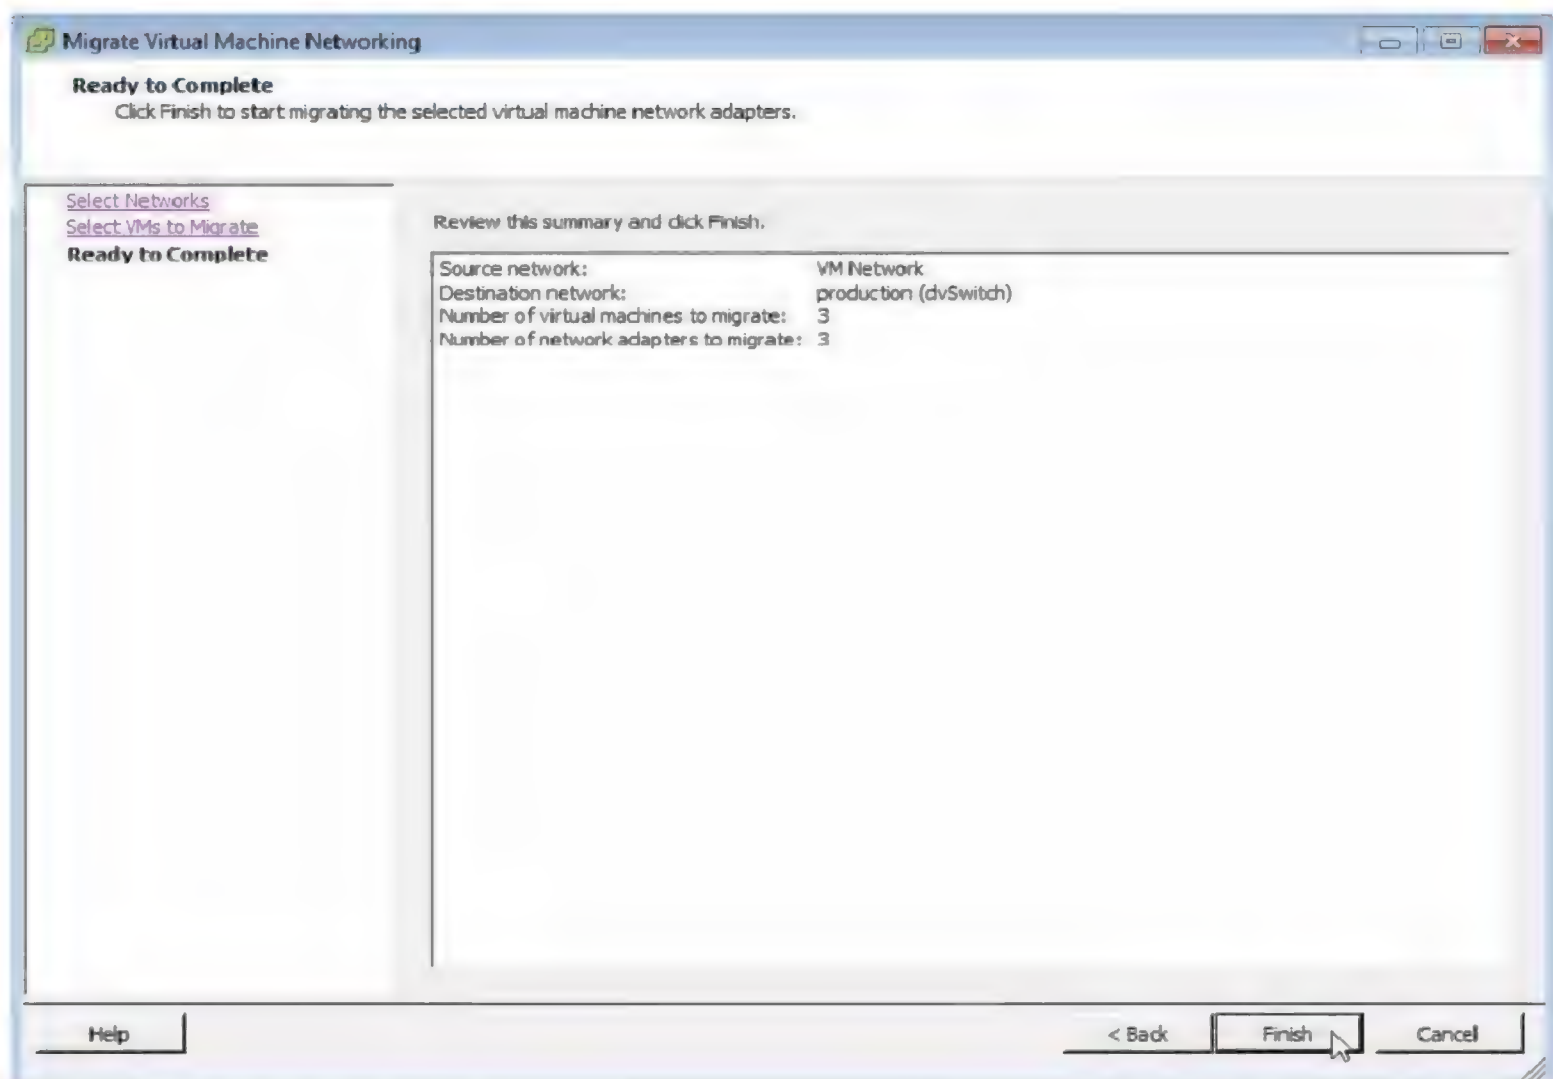 Migrate Virtual Machine Networking
Ready to Complete
Click Finish to start migrating the selected virtual machine network adapters.
Select Networks
Select VMs to Migrate
Ready to Complete
Review this summary and click Finish.
Source network: VM Network
Destination network: production (dvSwitch)
Number of virtual machines to migrate: 3
Number of network adapters to migrate: 3
Help
< Back
Finish
Cancel